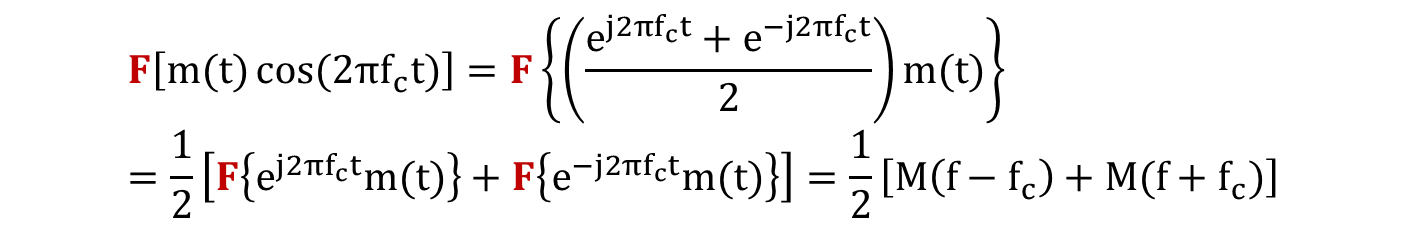 F[m(t) cos(2πf_c t)] = F{((e^{j2πf_c t} + e^{−j2πf_c t})/2) m(t)}
= 1/2 [F{e^{j2πf_c t}m(t)} + F{e^{−j2πf_c t}m(t)}] = 1/2 [M(f − f_c) + M(f + f_c)]